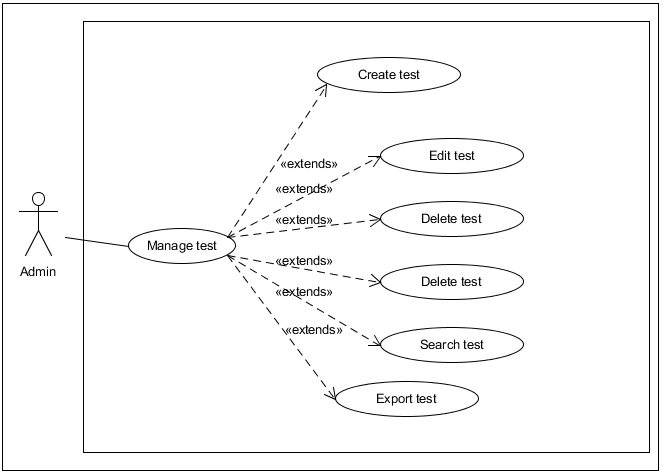 Create test
«extends»
Edit test
«extends»
«extends»
Delete test
Manage test
«extends»
Admin
Delete test
«extends»
«extends»
Search test
Export test